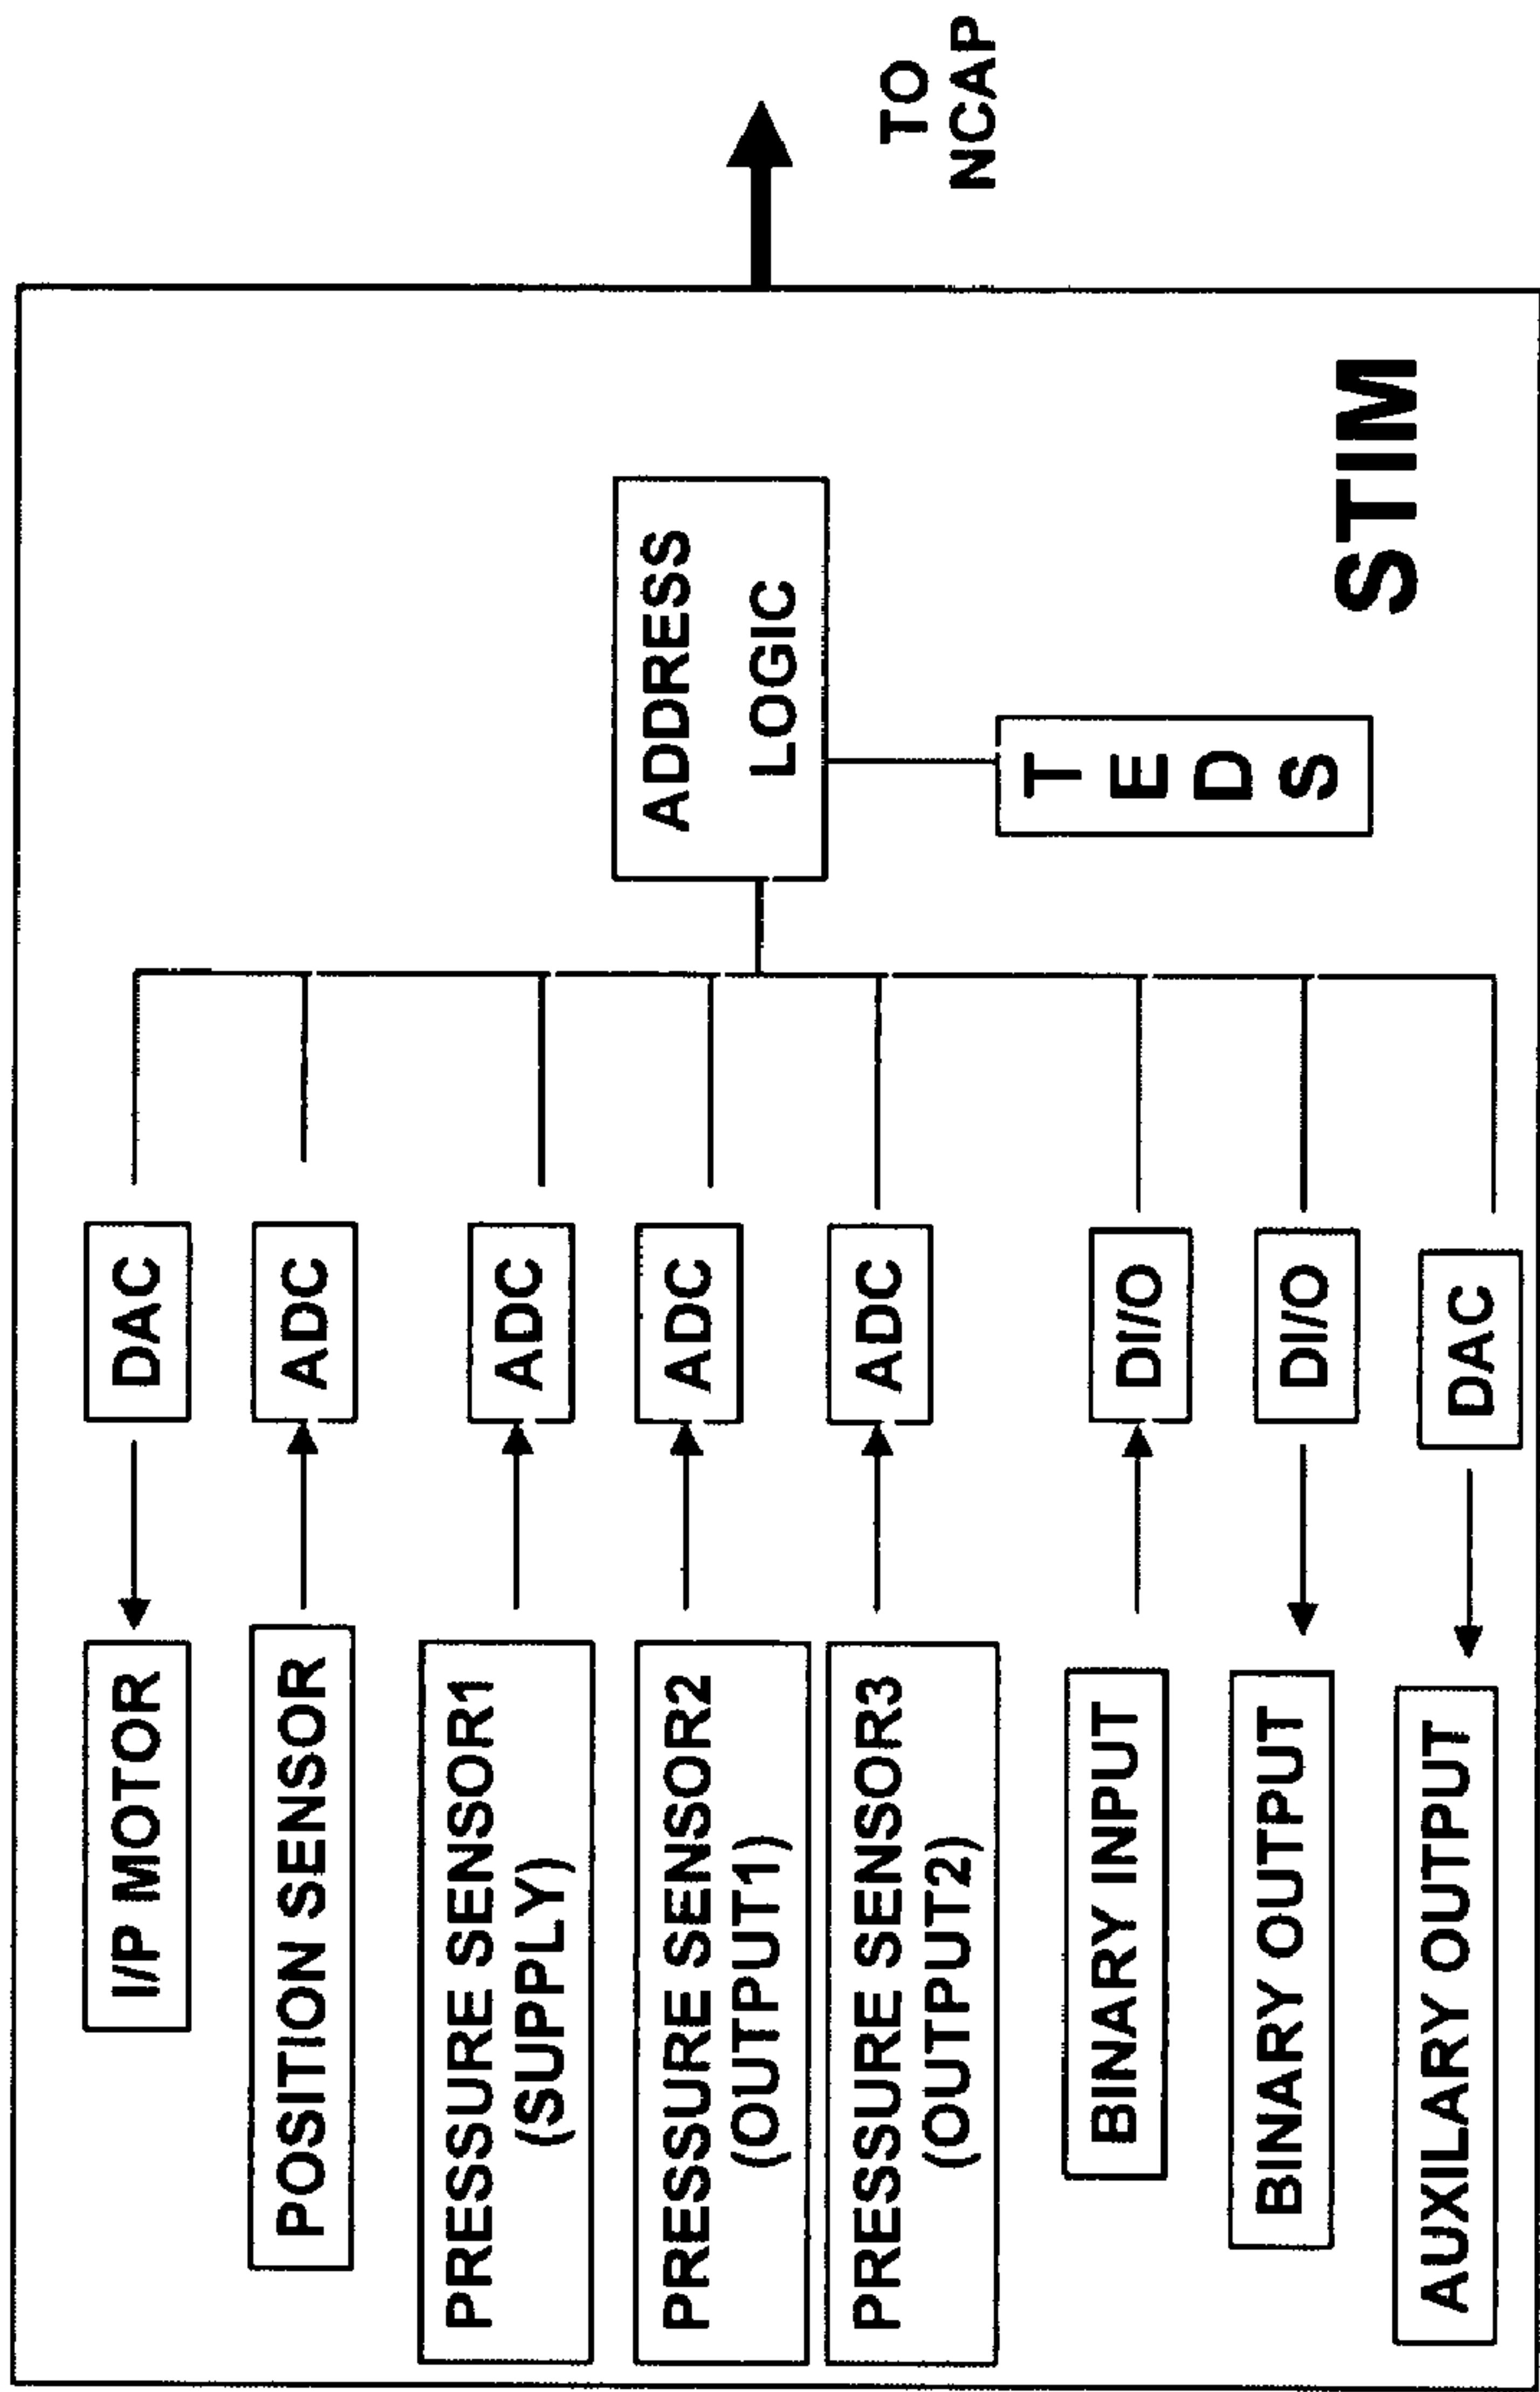 I/P MOTOR
DAC
POSITION SENSOR
ADC
PRESSURE SENSOR1
(SUPPLY)
ADC
PRESSURE SENSOR2
(OUTPUT1)
ADC
PRESSURE SENSOR3
(OUTPUT2)
ADC
BINARY INPUT
DI/O
BINARY OUTPUT
DI/O
AUXILARY OUTPUT
DAC
ADDRESS
LOGIC
T
E
D
S
STIM
TO
NCAP